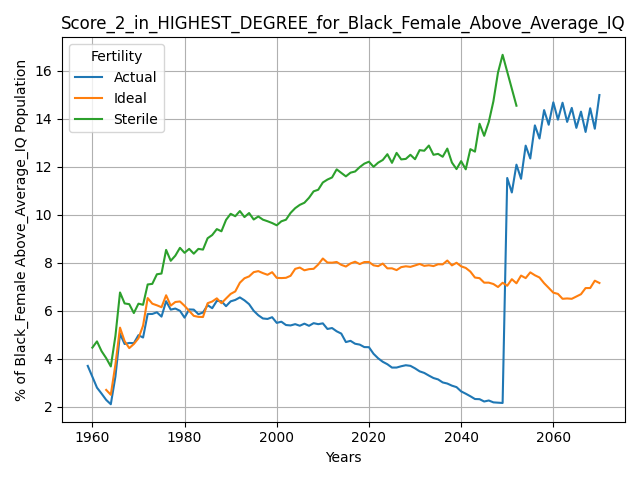 Score_2_in_HIGHEST_DEGREE_for_Black_Female_Above_Average_IQ
Fertility
Actual
Ideal
Sterile
% of Black_Female Above_Average_IQ Population
16
14
12
10
8
6
4
2
1960
1980
2000
2020
2040
2060
Years